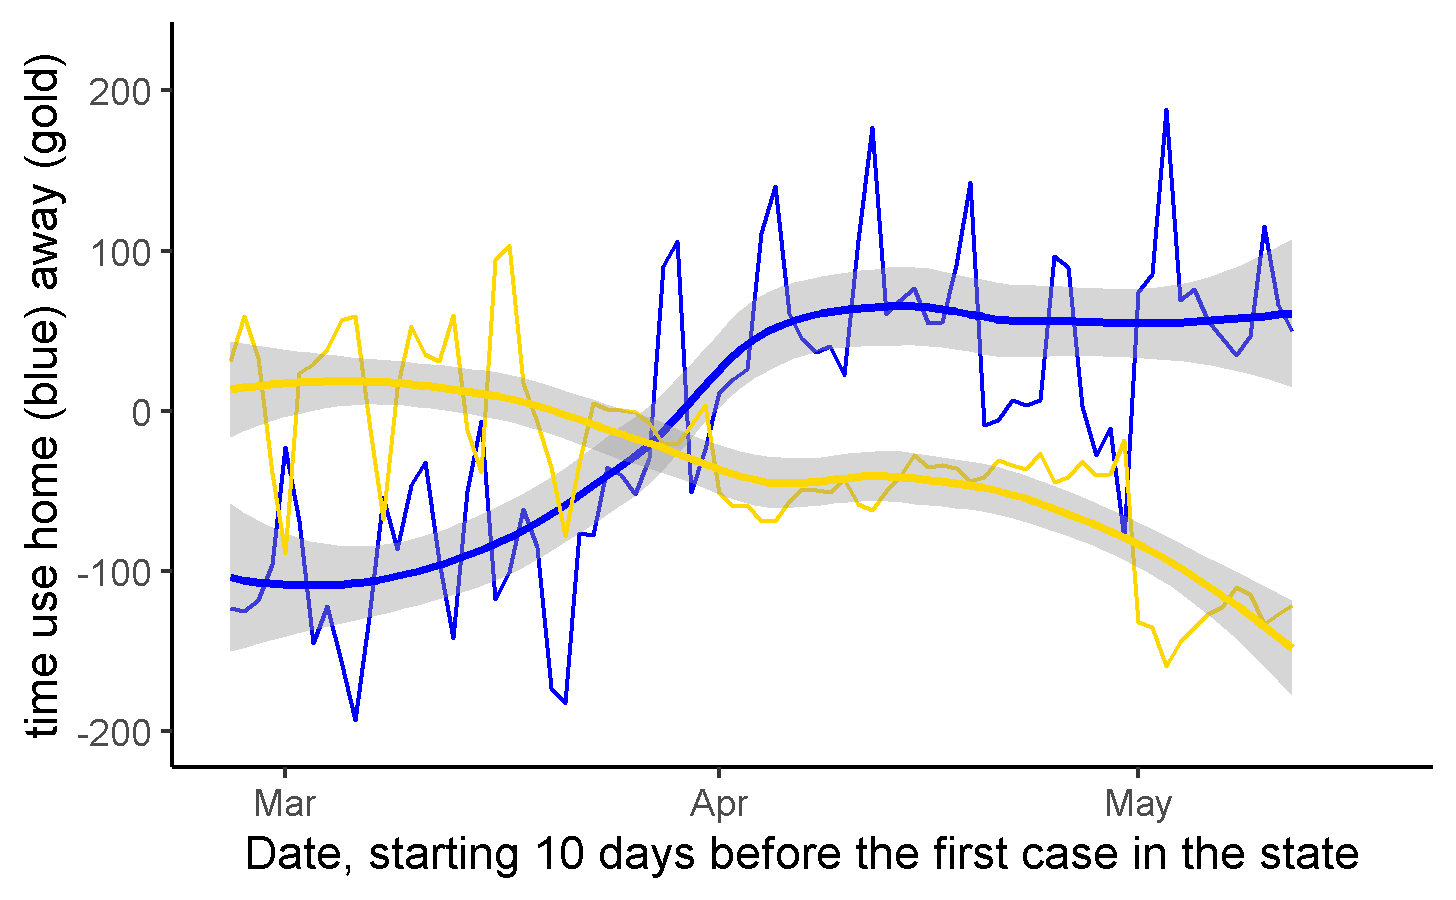 time use home (blue) away (gold)
200
100
0
-100
-200
Mar
Apr
May
Date, starting 10 days before the first case in the state